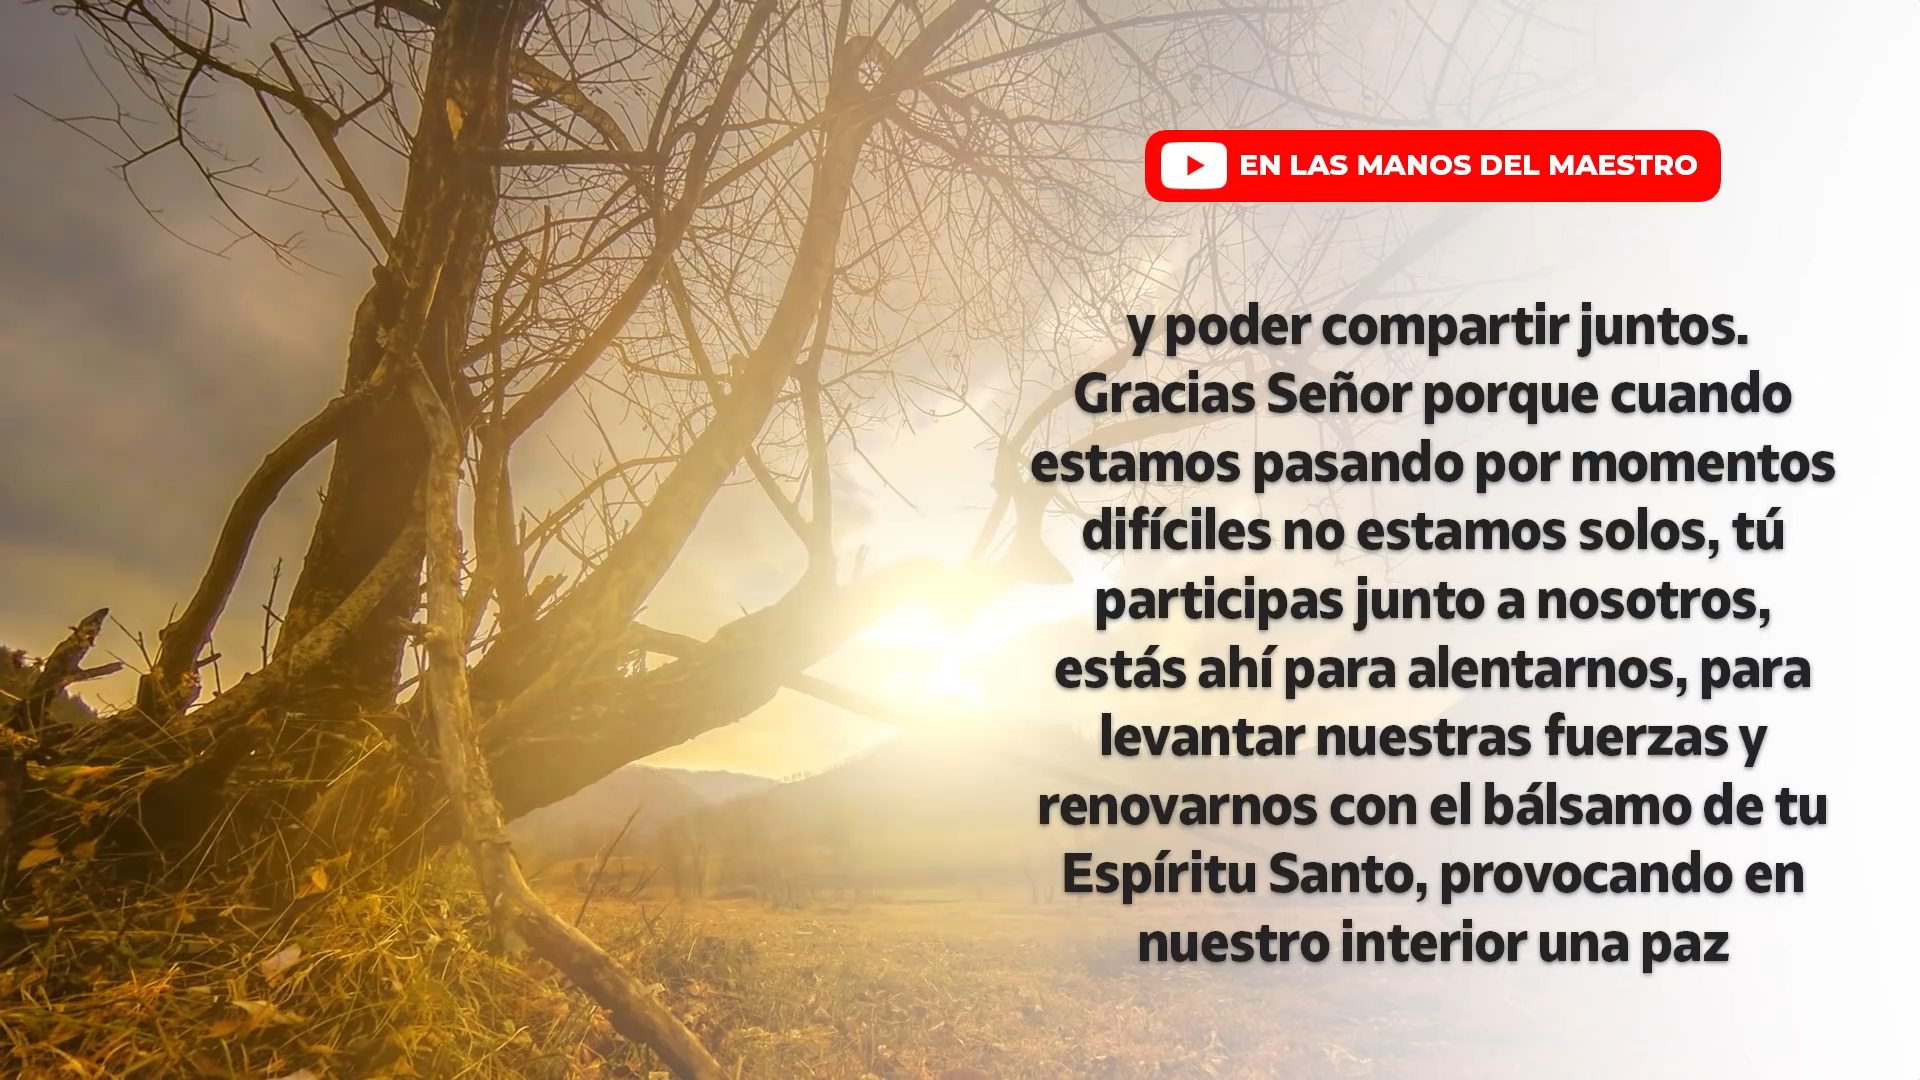 EN LAS MANOS DEL MAESTRO
y poder compartir juntos.
Gracias Señor porque cuando
estamos pasando por momentos
difíciles no estamos solos, tú
participas junto a nosotros,
estás ahí para alentarnos, para
levantar nuestras fuerzas y
renovarnos con el bálsamo de tu
Espíritu Santo, provocando en
nuestro interior una paz